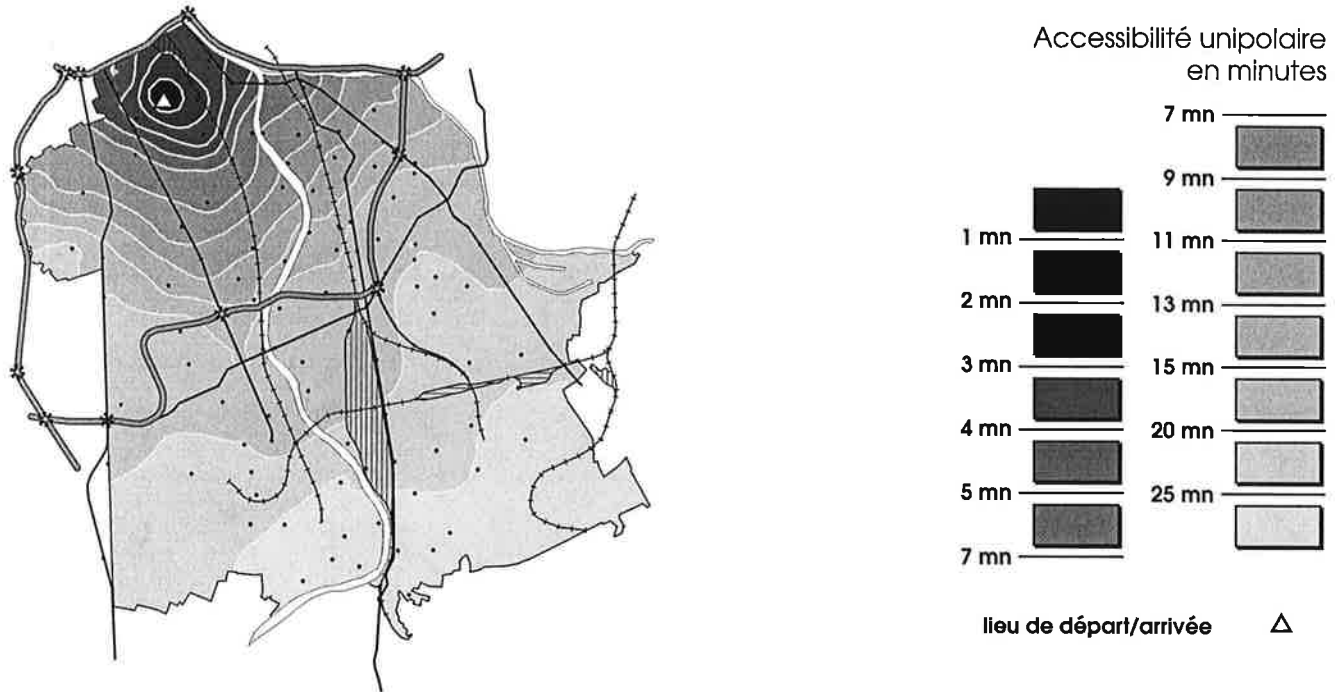 Accessibilité unipolaire
en minutes
1 mn
2 mn
3 mn
4 mn
5 mn
7 mn
7 mn
9 mn
11 mn
13 mn
15 mn
20 mn
25 mn
lieu de départ/arrivée